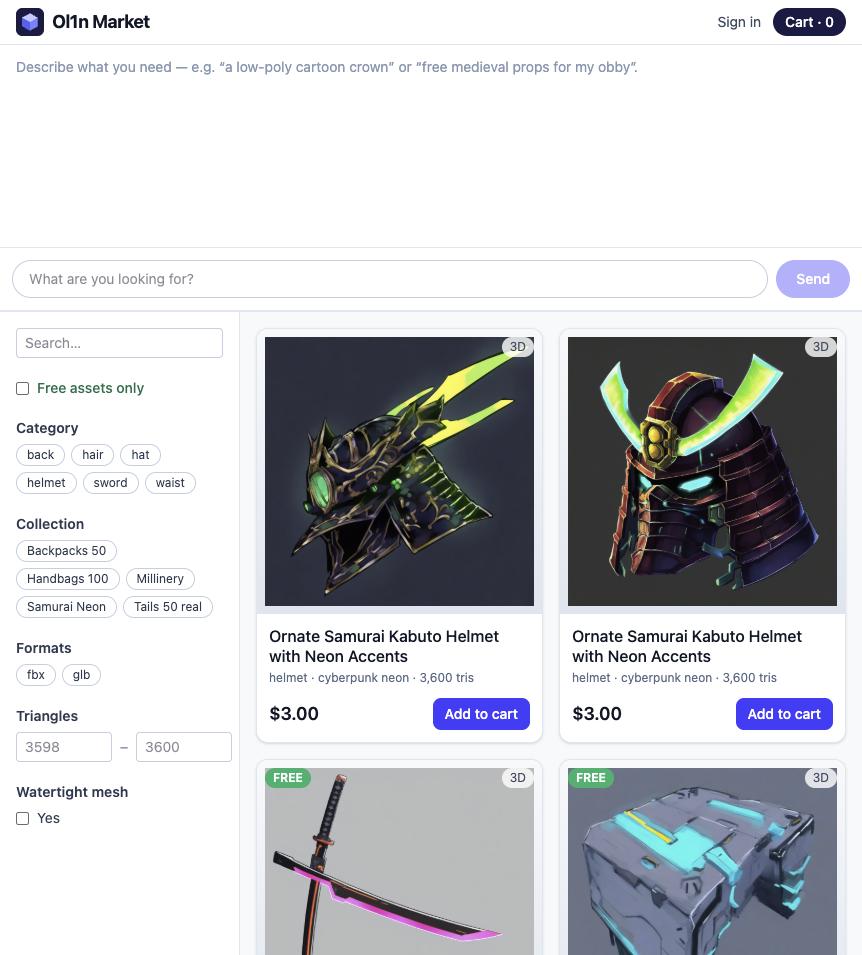 Ol1n Market
Sign in
Cart · 0
Describe what you need — e.g. “a low-poly cartoon crown” or “free medieval props for my obby”.
What are you looking for?
Send
Search...
Free assets only
Category
back
hair
hat
helmet
sword
waist
Collection
Backpacks 50
Handbags 100
Millinery
Samurai Neon
Tails 50 real
Formats
fbx
glb
Triangles
3598
–
3600
Watertight mesh
Yes
3D
Ornate Samurai Kabuto Helmet
with Neon Accents
helmet · cyberpunk neon · 3,600 tris
$3.00
Add to cart
3D
Ornate Samurai Kabuto Helmet
with Neon Accents
helmet · cyberpunk neon · 3,600 tris
$3.00
Add to cart
FREE
3D
FREE
3D